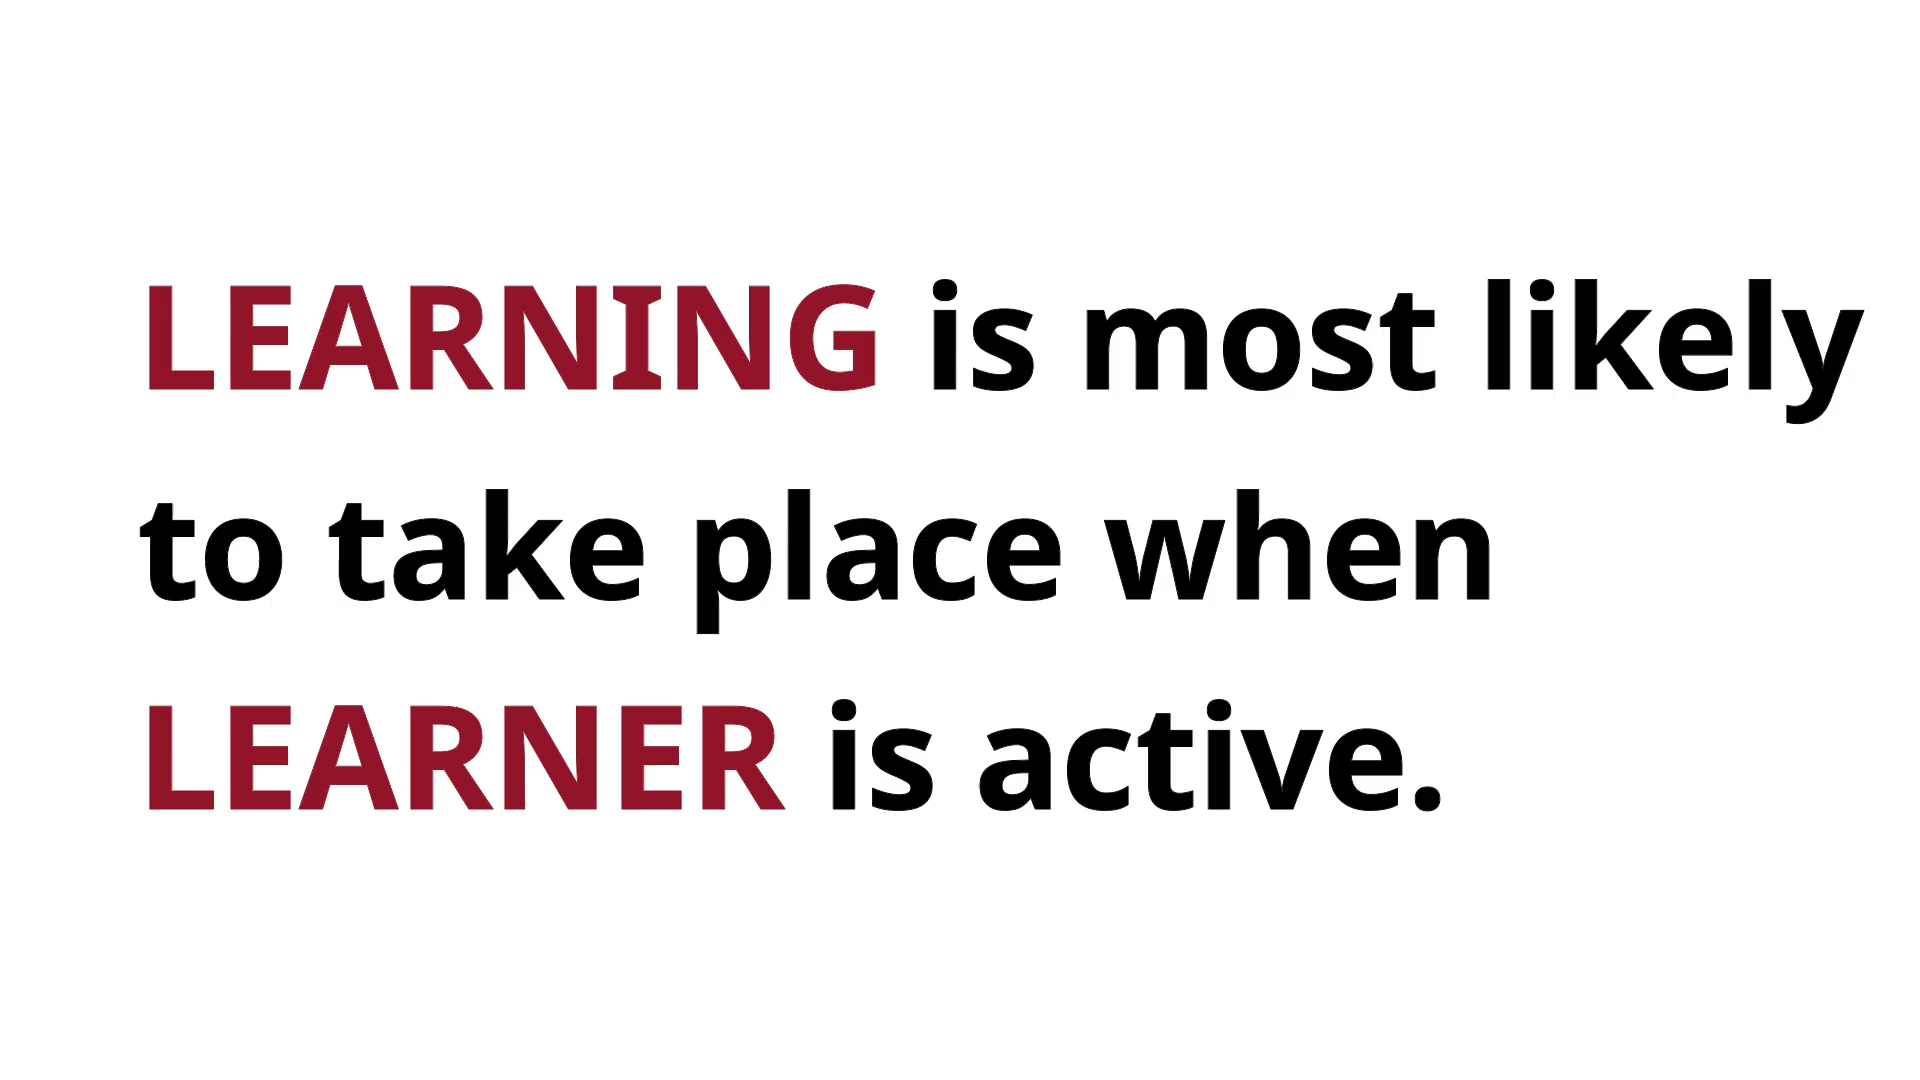 LEARNING is most likely
to take place when
LEARNER is active.